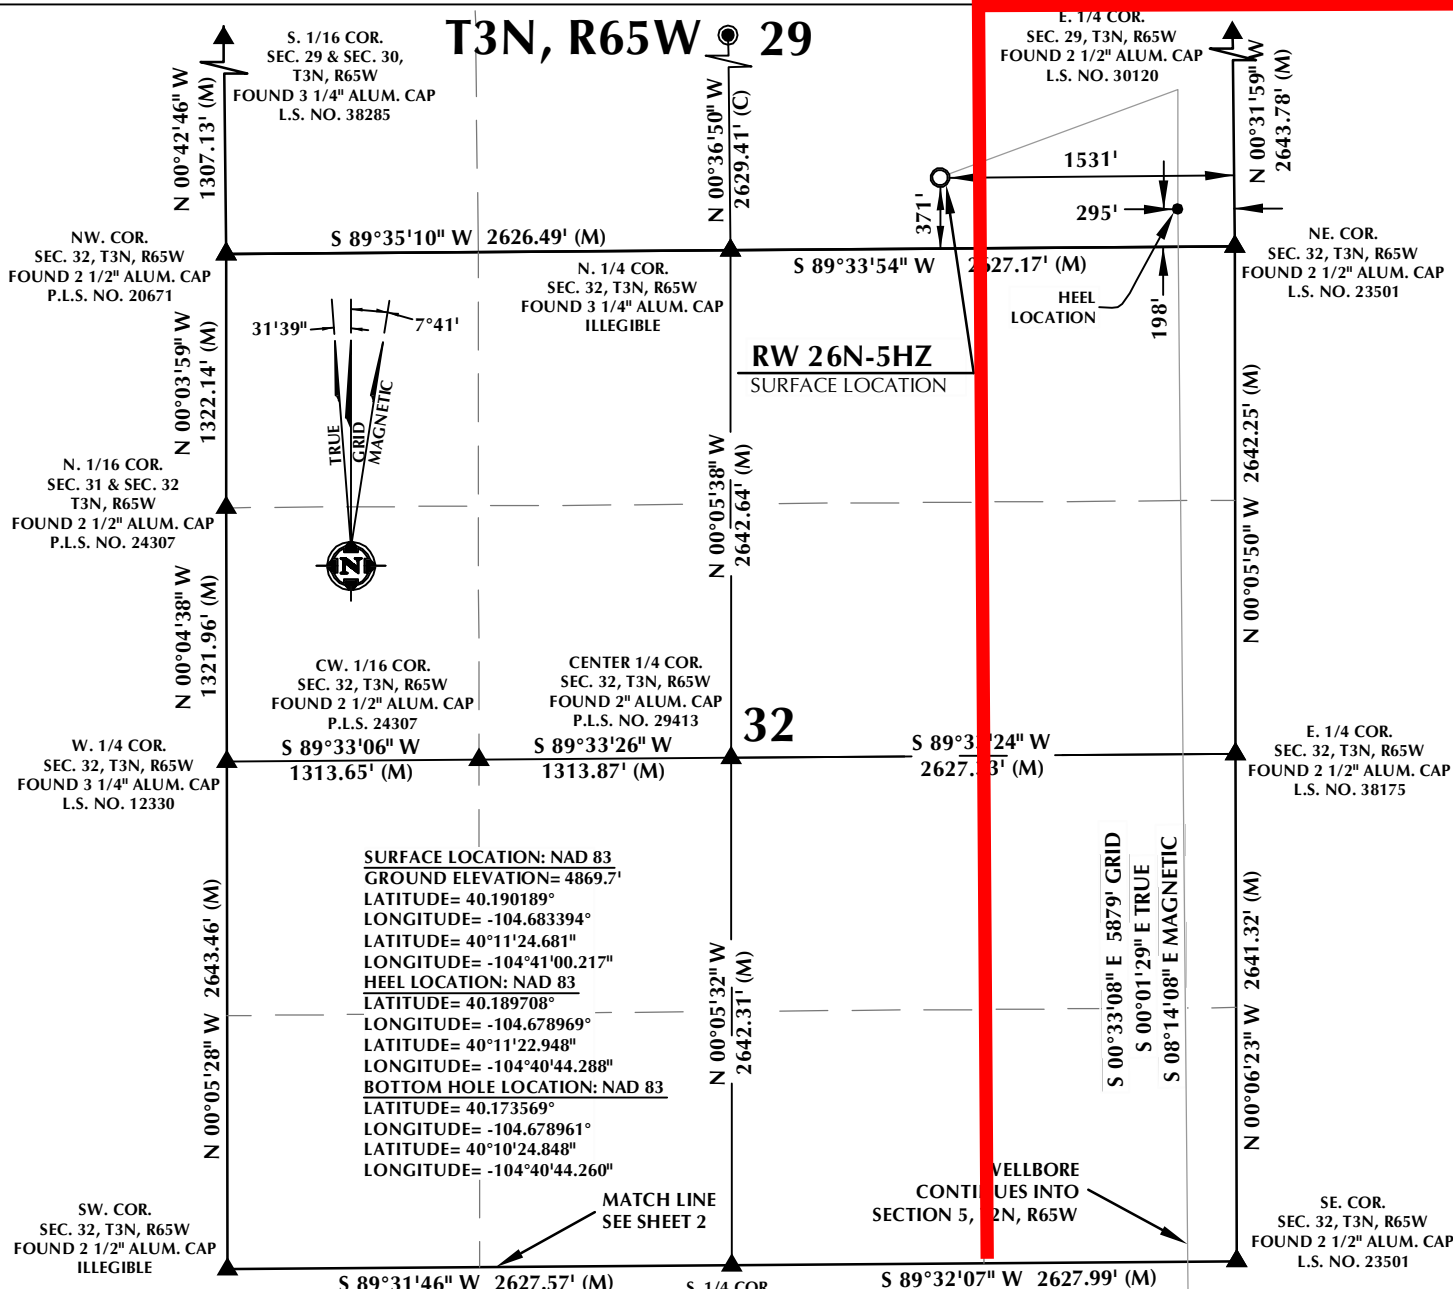 T3N, R65W 29
S. 1/16 COR.
SEC. 29 & SEC. 30,
T3N, R65W
FOUND 3 1/4" ALUM. CAP
L.S. NO. 38285
E. 1/4 COR.
SEC. 29, T3N, R65W
FOUND 2 1/2" ALUM. CAP
L.S. NO. 30120
N 00°42'46" W
1307.13' (M)
N 00°36'50" W
2629.41' (C)
N 00°31'59" W
2643.78' (M)
1531'
371'
295'
NW. COR.
SEC. 32, T3N, R65W
FOUND 2 1/2" ALUM. CAP
P.L.S. NO. 20671
S 89°35'10" W 2626.49' (M)
N. 1/4 COR.
SEC. 32, T3N, R65W
FOUND 3 1/4" ALUM. CAP
ILLEGIBLE
S 89°33'54" W 2627.17' (M)
NE. COR.
SEC. 32, T3N, R65W
FOUND 2 1/2" ALUM. CAP
L.S. NO. 23501
HEEL
LOCATION
198'
31'39"
7°41'
TRUE
GRID
MAGNETIC
N
RW 26N-5HZ
SURFACE LOCATION
N 00°03'59" W
1322.14' (M)
N 00°05'38" W
2642.64' (M)
N 00°05'50" W 2642.25' (M)
N. 1/16 COR.
SEC. 31 & SEC. 32
T3N, R65W
FOUND 2 1/2" ALUM. CAP
P.L.S. NO. 24307
N 00°04'38" W
1321.96' (M)
CW. 1/16 COR.
SEC. 32, T3N, R65W
FOUND 2 1/2" ALUM. CAP
P.L.S. 24307
CENTER 1/4 COR.
SEC. 32, T3N, R65W
FOUND 2" ALUM. CAP
P.L.S. NO. 29413
32
W. 1/4 COR.
SEC. 32, T3N, R65W
FOUND 3 1/4" ALUM. CAP
L.S. NO. 12330
S 89°33'06" W
1313.65' (M)
S 89°33'26" W
1313.87' (M)
E. 1/4 COR.
SEC. 32, T3N, R65W
FOUND 2 1/2" ALUM. CAP
L.S. NO. 38175
SURFACE LOCATION: NAD 83
GROUND ELEVATION= 4869.7'
LATITUDE= 40.190189°
LONGITUDE= -104.683394°
LATITUDE= 40°11'24.681"
LONGITUDE= -104°41'00.217"
HEEL LOCATION: NAD 83
LATITUDE= 40.189708°
LONGITUDE= -104.678969°
LATITUDE= 40°11'22.948"
LONGITUDE= -104°40'44.288"
BOTTOM HOLE LOCATION: NAD 83
LATITUDE= 40.173569°
LONGITUDE= -104.678961°
LATITUDE= 40°10'24.848"
LONGITUDE= -104°40'44.260"
N 00°05'28" W 2643.46' (M)
N 00°05'32" W
2642.31' (M)
S 00°33'08" E 5879' GRID
S 00°01'29" E TRUE
S 08°14'08" E MAGNETIC
N 00°06'23" W 2641.32' (M)
MATCH LINE
SEE SHEET 2
WELLBORE
CONTINUES INTO
SECTION 5, T2N, R65W
SW. COR.
SEC. 32, T3N, R65W
FOUND 2 1/2" ALUM. CAP
ILLEGIBLE
SE. COR.
SEC. 32, T3N, R65W
FOUND 2 1/2" ALUM. CAP
L.S. NO. 23501
S 89°31'46" W 2627.57' (M)
S. 1/4 COR.
S 89°32'07" W 2627.99' (M)